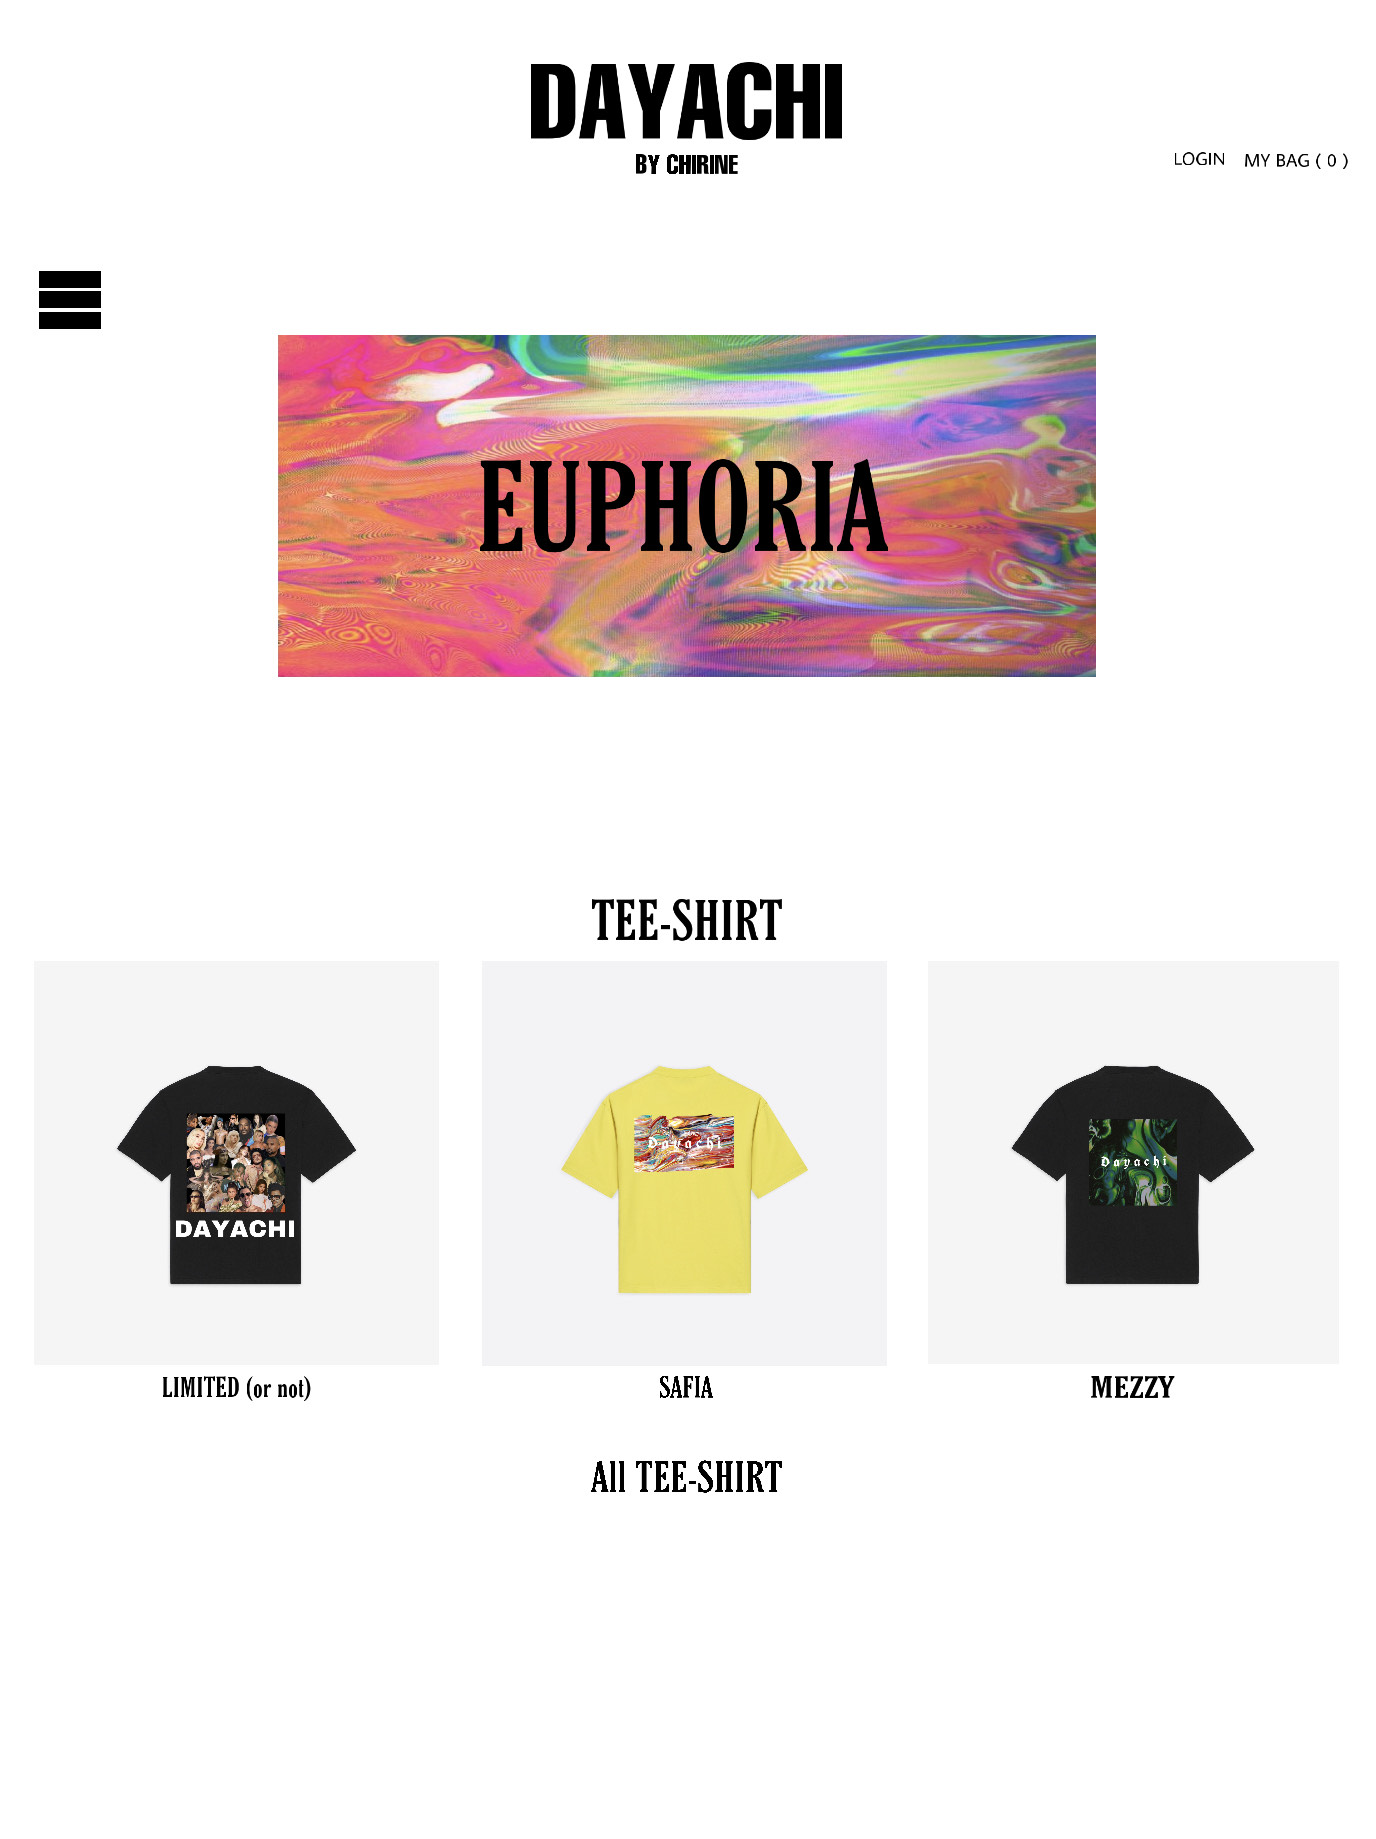 DAYACHI
BY CHIRINE
LOGIN MY BAG ( 0 )
EUPHORIA
TEE-SHIRT
DAYACHI
Dayachi
Dayachi
LIMITED (or not)
SAFIA
MEZZY
All TEE-SHIRT